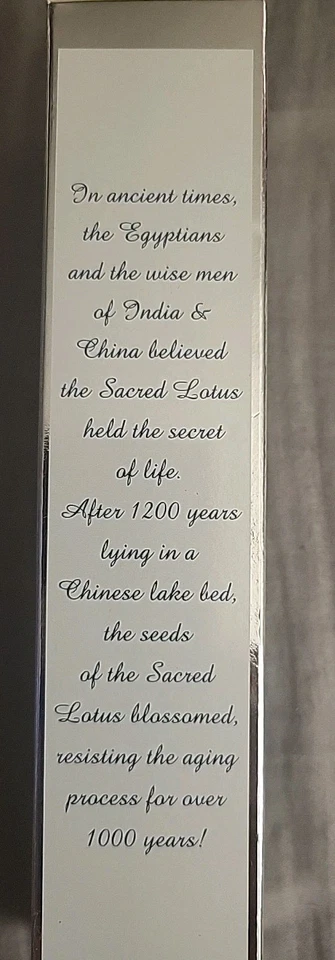 In ancient times,
the Egyptians
and the wise men
of India &
China believed
the Sacred Lotus
held the secret
of life.
After 1200 years
lying in a
Chinese lake bed,
the seeds
of the Sacred
Lotus blossomed,
resisting the aging
process for over
1000 years!